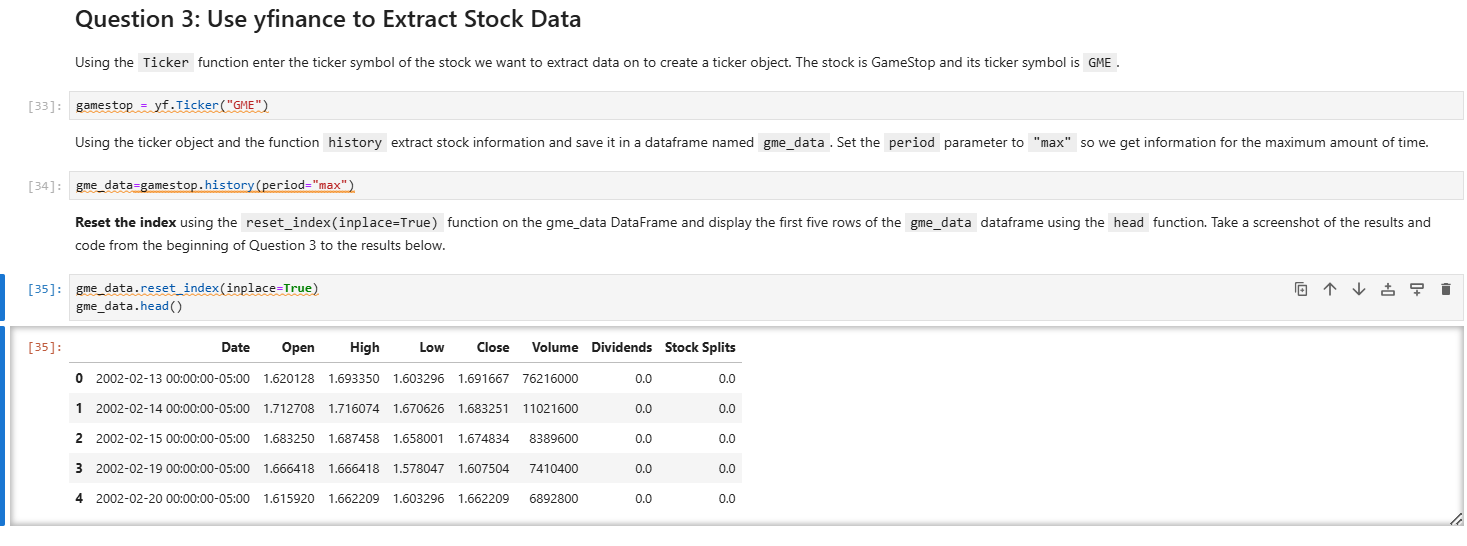 Question 3: Use yfinance to Extract Stock Data
Using the Ticker function enter the ticker symbol of the stock we want to extract data on to create a ticker object. The stock is GameStop and its ticker symbol is GME .
[33]: gamestop = yf.Ticker("GME")
Using the ticker object and the function history extract stock information and save it in a dataframe named gme_data . Set the period parameter to "max" so we get information for the maximum amount of time.
[34]: gme_data=gamestop.history(period="max")
Reset the index using the reset_index(inplace=True) function on the gme_data DataFrame and display the first five rows of the gme_data dataframe using the head function. Take a screenshot of the results and
code from the beginning of Question 3 to the results below.
[35]: gme_data.reset_index(inplace=True)
gme_data.head()
[35]: Date Open High Low Close Volume Dividends Stock Splits
0 2002-02-13 00:00:00-05:00 1.620128 1.693350 1.603296 1.691667 76216000 0.0 0.0
1 2002-02-14 00:00:00-05:00 1.712708 1.716074 1.670626 1.683251 11021600 0.0 0.0
2 2002-02-15 00:00:00-05:00 1.683250 1.687458 1.658001 1.674834 8389600 0.0 0.0
3 2002-02-19 00:00:00-05:00 1.666418 1.666418 1.578047 1.607504 7410400 0.0 0.0
4 2002-02-20 00:00:00-05:00 1.615920 1.662209 1.603296 1.662209 6892800 0.0 0.0